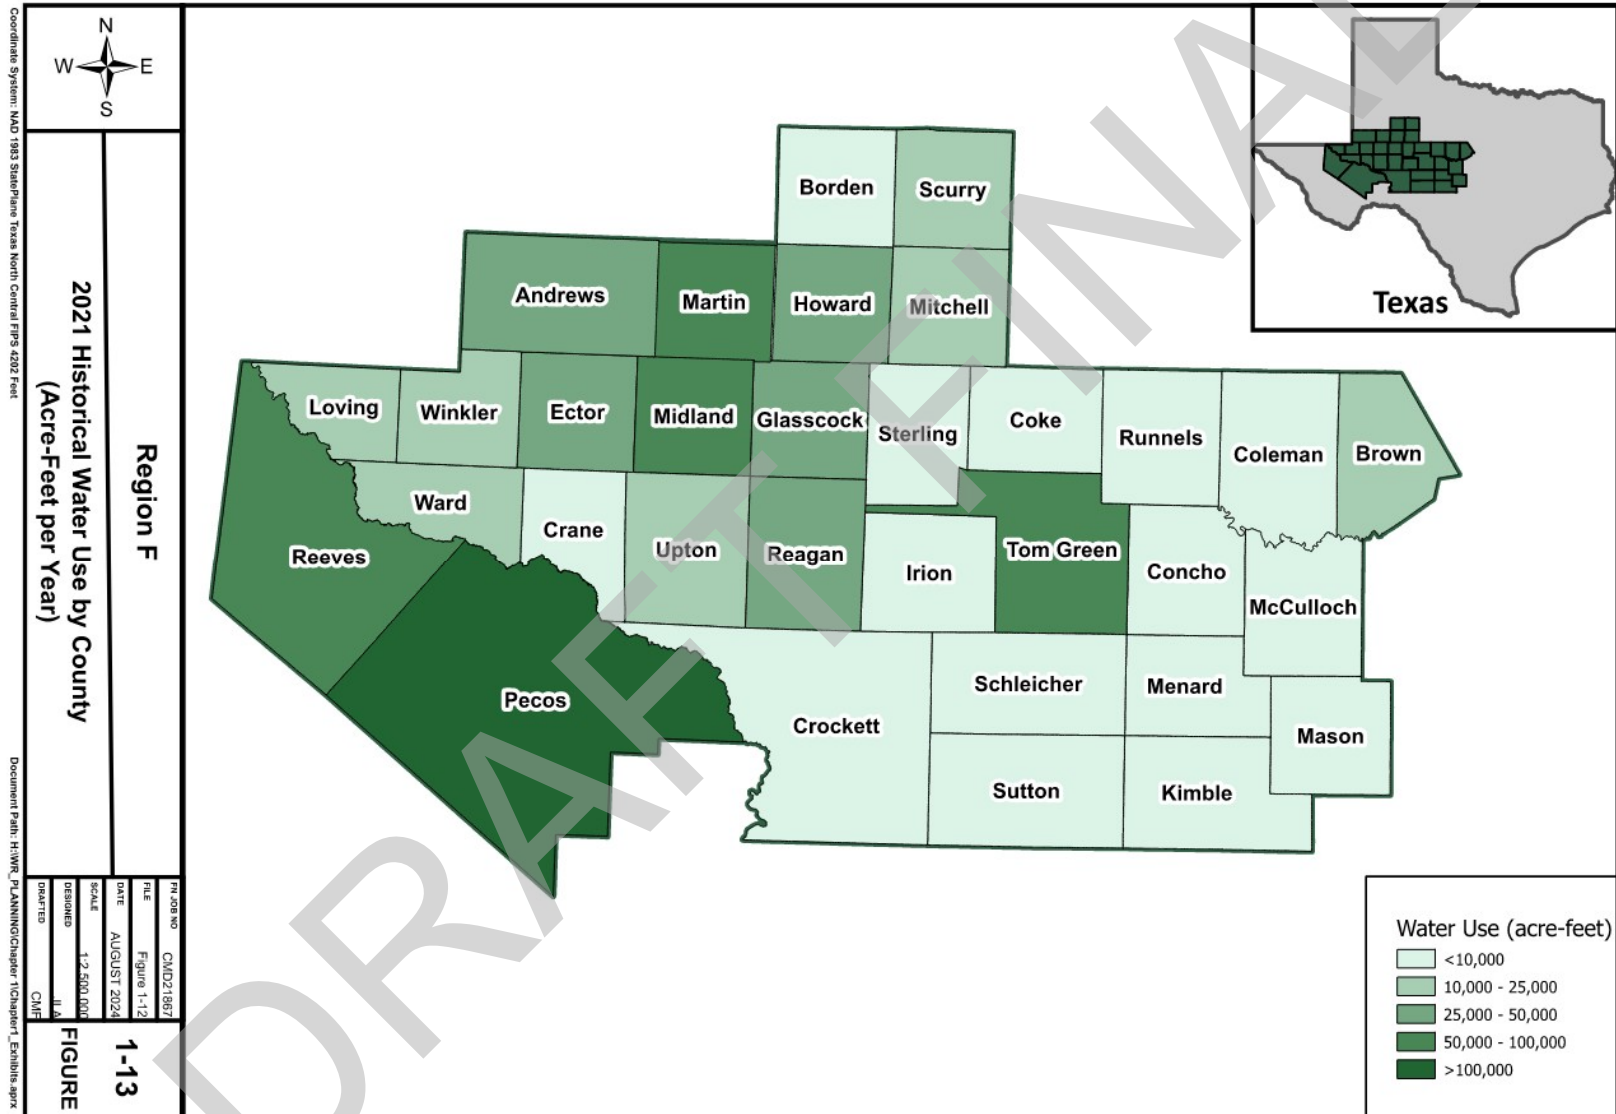 Coordinate System: NAD 1983 StatePlane Texas North Central FIPS 4202 Feet
Document Path: H:\WR_PLANNING\Chapter 1\Chapter1_Exhibits.aprx
N
W E
S
Region F
2021 Historical Water Use by County
(Acre-Feet per Year)
FN JOB NO CMD21867
FILE Figure 1-12
DATE AUGUST 2024
SCALE 1:2,500,000
DESIGNED
DRAFTED CMF
FIGURE
1-13
Borden
Scurry
Andrews
Martin
Howard
Mitchell
Loving
Winkler
Ector
Midland
Glasscock
Sterling
Coke
Runnels
Coleman
Brown
Ward
Crane
Upton
Reagan
Irion
Tom Green
Concho
McCulloch
Reeves
Pecos
Crockett
Schleicher
Menard
Mason
Sutton
Kimble
Texas
Water Use (acre-feet)
<10,000
10,000 - 25,000
25,000 - 50,000
50,000 - 100,000
>100,000
DRAFT FINAL